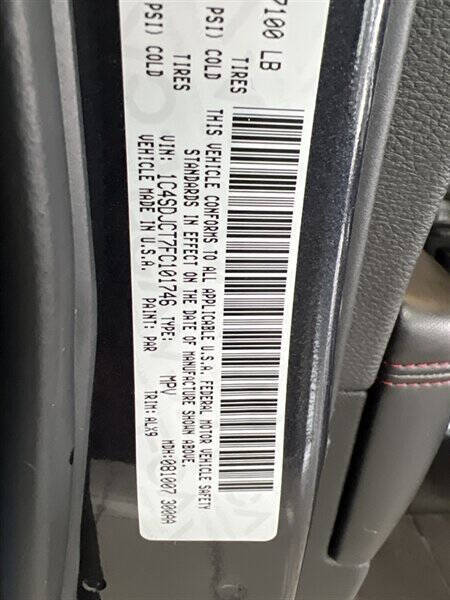 7100 LB
TIRES
PSI) COLD
TIRES
PSI) COLD
THIS VEHICLE CONFORMS TO ALL APPLICABLE U.S.A. FEDERAL MOTOR VEHICLE SAFETY
STANDARDS IN EFFECT ON THE DATE OF MANUFACTURE SHOWN ABOVE.
VIN: 1C4SDJCT7FC101746 TYPE: MPV MDH:081007 300AA
VEHICLE MADE IN U.S.A. PAINT: PAR TRIM:ALX9